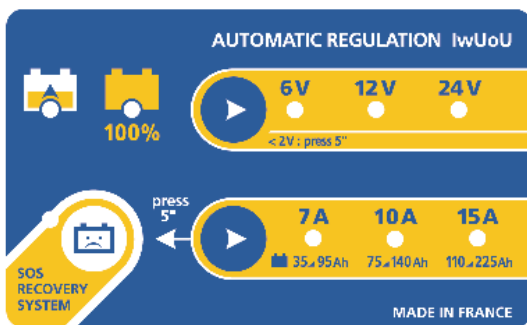 AUTOMATIC REGULATION IwUoU
6V 12V 24V
100%
< 2V : press 5"
press
5"
7A 10A 15A
35⊿95Ah 75⊿140Ah 110⊿225Ah
SOS
RECOVERY
SYSTEM
MADE IN FRANCE